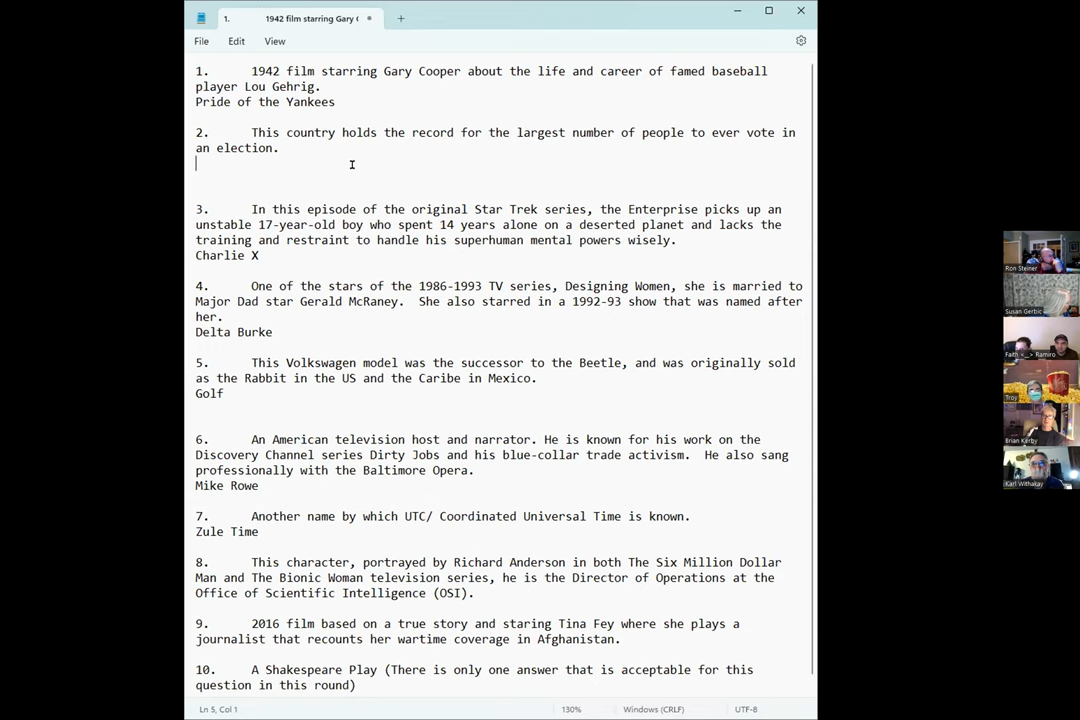 1. 1942 film starring Gary (
File Edit View
1. 1942 film starring Gary Cooper about the life and career of famed baseball
player Lou Gehrig.
Pride of the Yankees
2. This country holds the record for the largest number of people to ever vote in
an election.
3. In this episode of the original Star Trek series, the Enterprise picks up an
unstable 17-year-old boy who spent 14 years alone on a deserted planet and lacks the
training and restraint to handle his superhuman mental powers wisely.
Charlie X
4. One of the stars of the 1986-1993 TV series, Designing Women, she is married to
Major Dad star Gerald McRaney. She also starred in a 1992-93 show that was named after
her.
Delta Burke
5. This Volkswagen model was the successor to the Beetle, and was originally sold
as the Rabbit in the US and the Caribe in Mexico.
Golf
6. An American television host and narrator. He is known for his work on the
Discovery Channel series Dirty Jobs and his blue-collar trade activism. He also sang
professionally with the Baltimore Opera.
Mike Rowe
7. Another name by which UTC/ Coordinated Universal Time is known.
Zule Time
8. This character, portrayed by Richard Anderson in both The Six Million Dollar
Man and The Bionic Woman television series, he is the Director of Operations at the
Office of Scientific Intelligence (OSI).
9. 2016 film based on a true story and staring Tina Fey where she plays a
journalist that recounts her wartime coverage in Afghanistan.
10. A Shakespeare Play (There is only one answer that is acceptable for this
question in this round)
Ln 5, Col 1 130% Windows (CRLF) UTF-8
Ron Steiner
Susan Gerbic
Faith <_> Ramiro
Troy
Brian Kerby
Karl Withakay